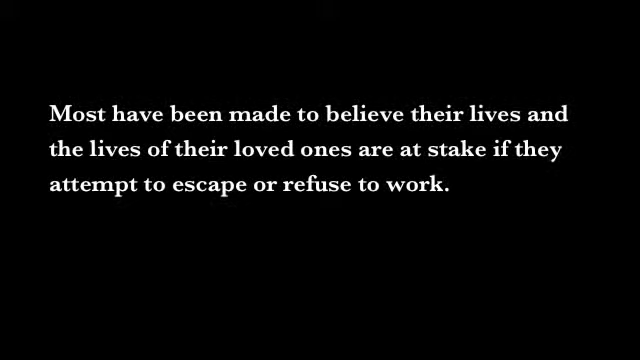 Most have been made to believe their lives and
the lives of their loved ones are at stake if they
attempt to escape or refuse to work.